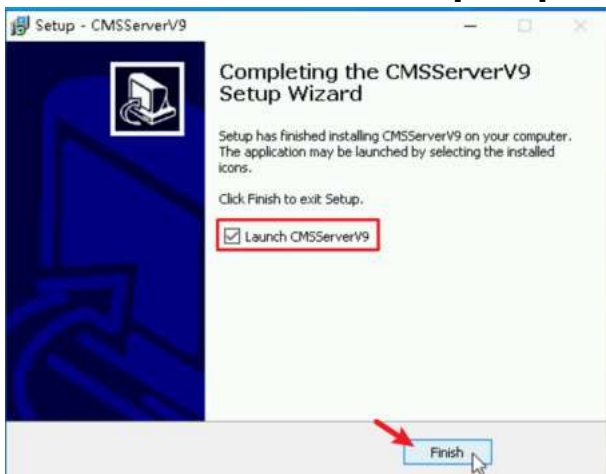 Setup - CMSServerV9
Completing the CMSServerV9
Setup Wizard
Setup has finished installing CMSServerV9 on your computer.
The application may be launched by selecting the installed
icons.
Click Finish to exit Setup.
Launch CMSServerV9
Finish